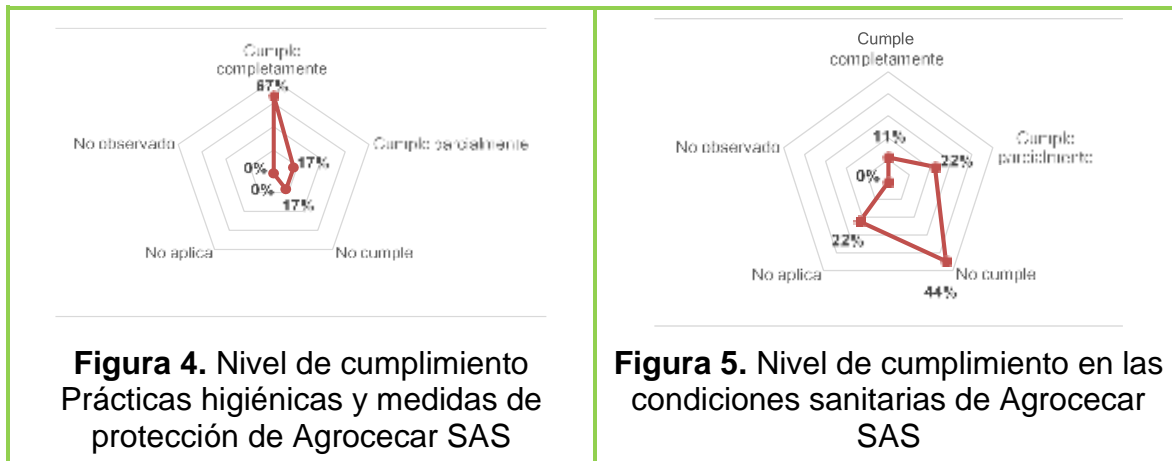 Cumple
completamente
67%
No observado
Cumplo parcialmente
0%
17%
0%
17%
No aplica
No cumple
Figura 4. Nivel de cumplimiento
Prácticas higiénicas y medidas de
protección de Agrocecar SAS
Cumple
completamente
11%
No observado
Cumplo
parcialmente
0%
22%
22%
No aplica
No cumple
44%
Figura 5. Nivel de cumplimiento en las
condiciones sanitarias de Agrocecar
SAS